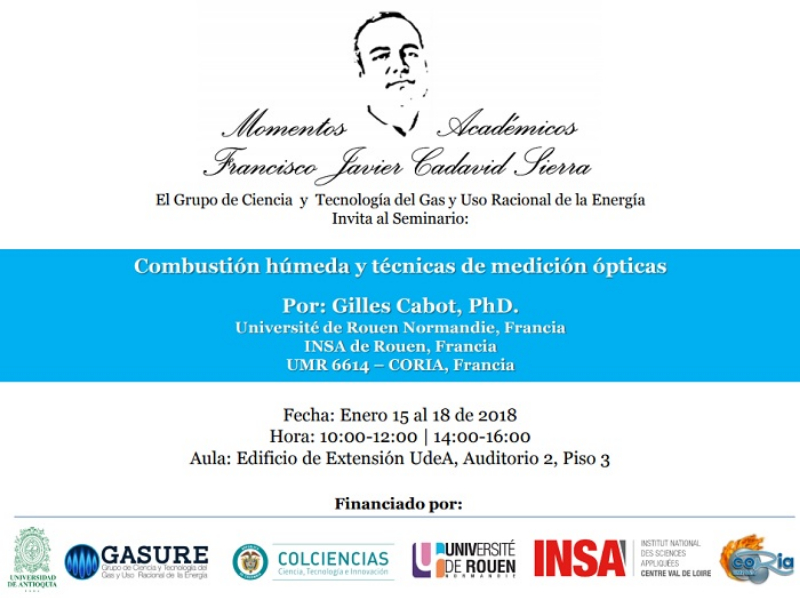 Momentos Académicos
Francisco Javier Cadavid Sierra
El Grupo de Ciencia y Tecnología del Gas y Uso Racional de la Energía
Invita al Seminario:
Combustión húmeda y técnicas de medición ópticas
Por: Gilles Cabot, PhD.
Université de Rouen Normandie, Francia
INSA de Rouen, Francia
UMR 6614 – CORIA, Francia
Fecha: Enero 15 al 18 de 2018
Hora: 10:00-12:00 | 14:00-16:00
Aula: Edificio de Extensión UdeA, Auditorio 2, Piso 3
Financiado por:
UNIVERSIDAD
DE ANTIOQUIA
GASURE
Grupo de Ciencia y Tecnología del
Gas y Uso Racional de la Energía
COLCIENCIAS
Ciencia, Tecnología e Innovación
UNIVERSITÉ
DE ROUEN
NORMANDIE
INSA
INSTITUT NATIONAL
DES SCIENCES
APPLIQUÉES
CENTRE VAL DE LOIRE
coria